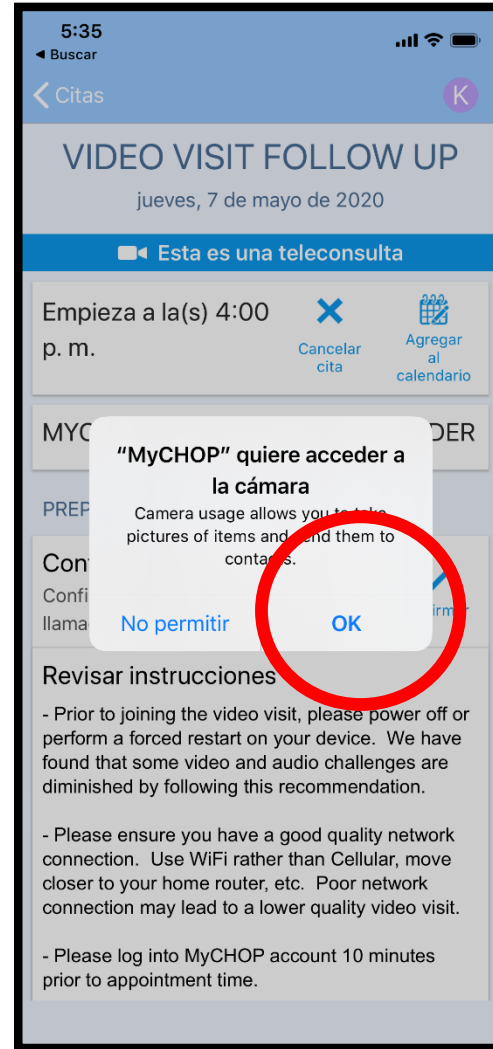 5:35
Buscar
Citas
K
VIDEO VISIT FOLLOW UP
jueves, 7 de mayo de 2020
Esta es una teleconsulta
Empieza a la(s) 4:00
p. m.
Cancelar
cita
Agregar
al
calendario
MYC
DER
"MyCHOP" quiere acceder a
la cámara
Camera usage allows you to take
pictures of items and send them to
contacts.
No permitir
OK
PREP
Con
Confi
llama
Revisar instrucciones
- Prior to joining the video visit, please power off or
perform a forced restart on your device.  We have
found that some video and audio challenges are
diminished by following this recommendation.
- Please ensure you have a good quality network
connection.  Use WiFi rather than Cellular, move
closer to your home router, etc.  Poor network
connection may lead to a lower quality video visit.
- Please log into MyCHOP account 10 minutes
prior to appointment time.